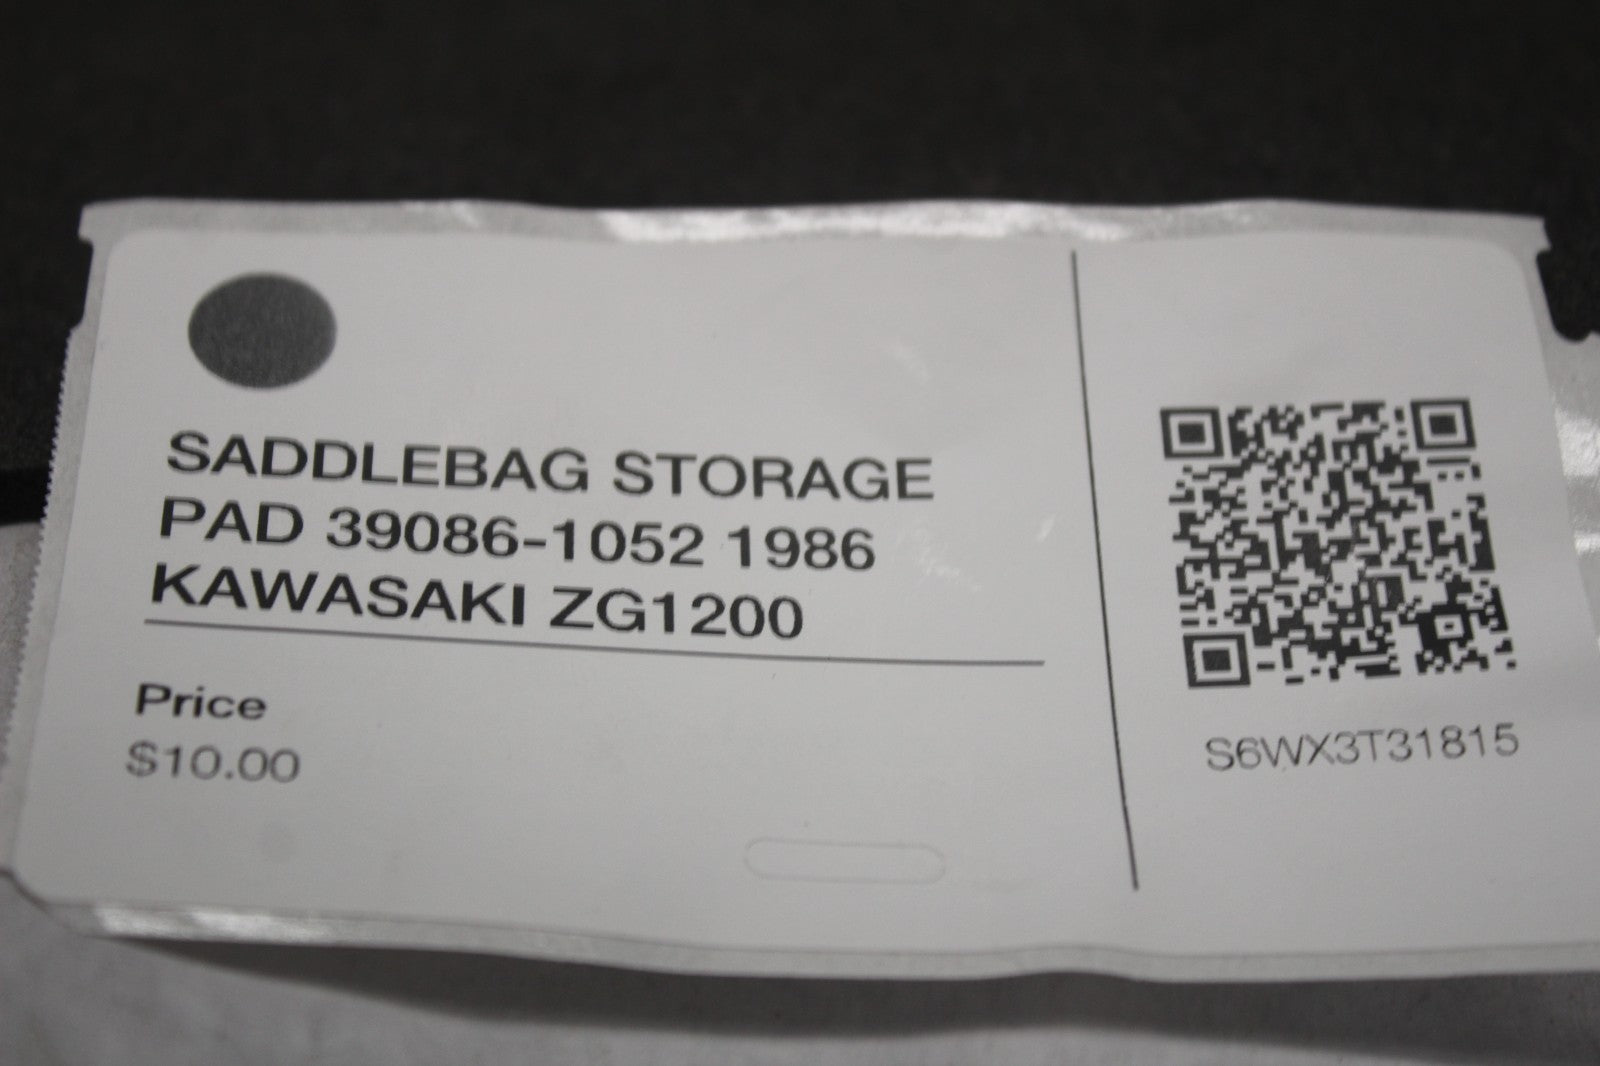 SADDLEBAG STORAGE
PAD 39086-1052 1986
KAWASAKI ZG1200
Price
$10.00
S6WX3T31815